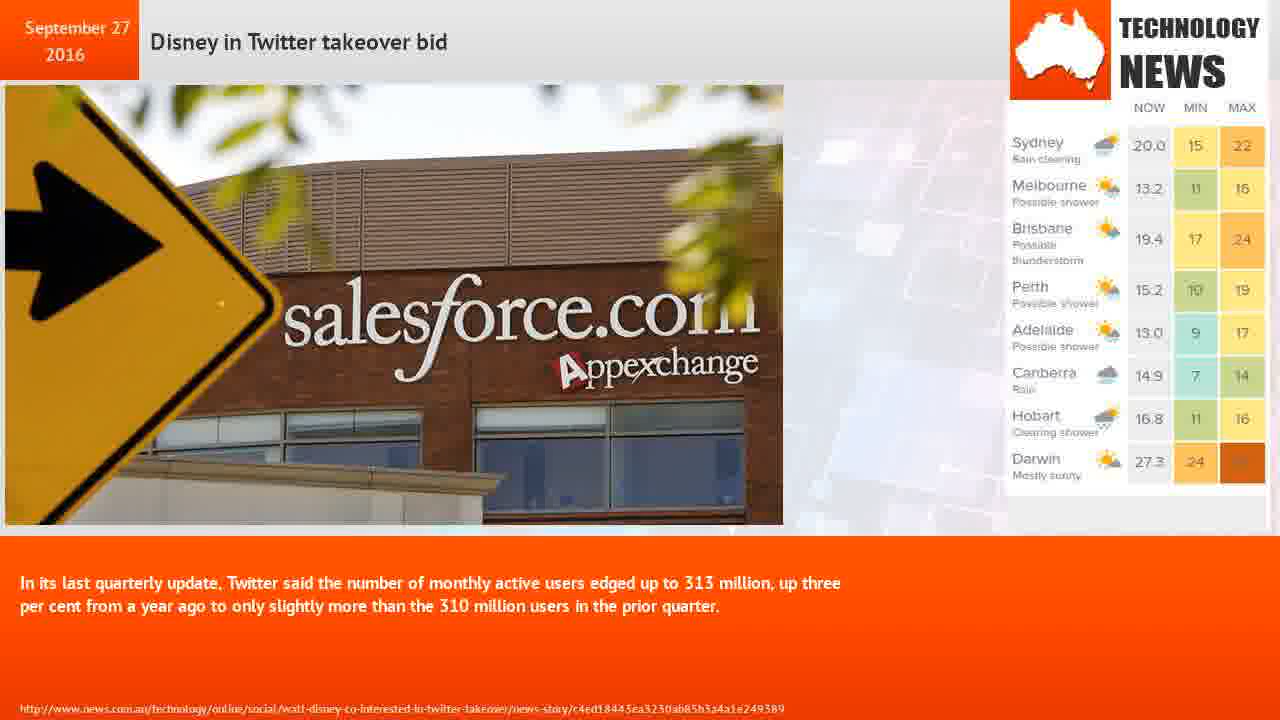 September 27
2016
Disney in Twitter takeover bid
TECHNOLOGY
NEWS
NOW MIN MAX
Sydney 20.0 15 22
Rain clearing
Melbourne 13.2 11 16
Possible shower
Brisbane 19.4 17 24
Possible
thunderstorm
Perth 15.2 10 19
Possible shower
Adelaide 13.0 9 17
Possible shower
Canberra 14.9 7 14
Rain
Hobart 16.8 11 16
Clearing shower
Darwin 27.3 24
Mostly sunny
salesforce.com
Appexchange
In its last quarterly update, Twitter said the number of monthly active users edged up to 313 million, up three
per cent from a year ago to only slightly more than the 310 million users in the prior quarter.
http://www.news.com.au/technology/online/social/walt-disney-co-interested-in-twitter-takeover/news-story/c4ed18443ea3230ab85b3a4a1e249389